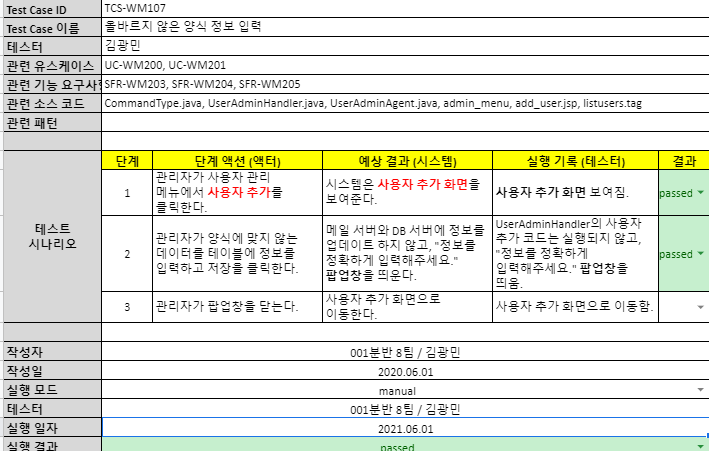 Test Case ID TCS-WM107
Test Case 이름 올바르지 않은 양식 정보 입력
테스터 김광민
관련 유스케이스 UC-WM200, UC-WM201
관련 기능 요구사항 SFR-WM203, SFR-WM204, SFR-WM205
관련 소스 코드 CommandType.java, UserAdminHandler.java, UserAdminAgent.java, admin_menu, add_user.jsp, listusers.tag
관련 패턴
테스트
시나리오
단계 단계 액션 (액터) 예상 결과 (시스템) 실행 기록 (테스터) 결과
1
관리자가 사용자 관리
메뉴에서 사용자 추가를
클릭한다.
시스템은 사용자 추가 화면을
보여준다.
사용자 추가 화면 보여짐.
passed
2
관리자가 양식에 맞지 않는
데이터를 테이블에 정보를
입력하고 저장을 클릭한다.
메일 서버와 DB 서버에 정보를
업데이트 하지 않고, "정보를
정확하게 입력해주세요."
팝업창을 띄운다.
UserAdminHandler의 사용자
추가 코드는 실행되지 않고,
"정보를 정확하게
입력해주세요." 팝업창을
띄움.
passed
3
관리자가 팝업창을 닫는다.
사용자 추가 화면으로
이동한다.
사용자 추가 화면으로 이동함.
작성자 001분반 8팀 / 김광민
작성일 2020.06.01
실행 모드 manual
테스터 001분반 8팀 / 김광민
실행 일자 2021.06.01
실행 결과 passed